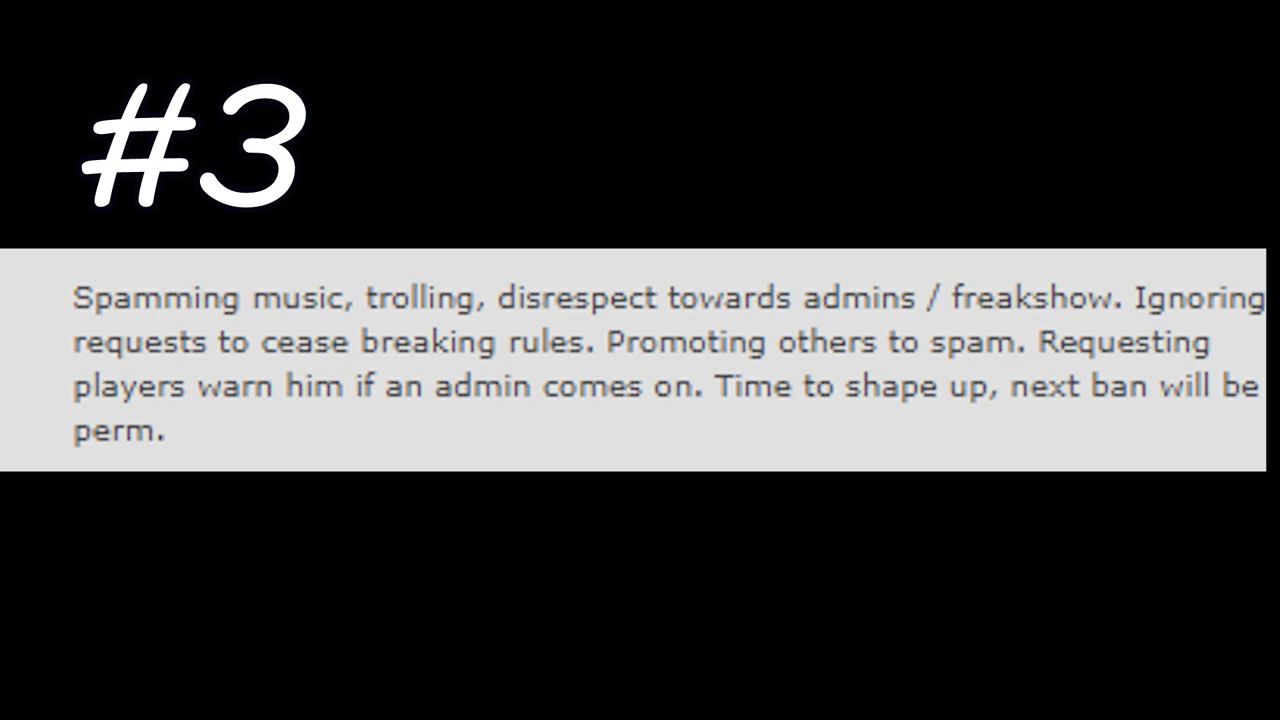 #3
Spamming music, trolling, disrespect towards admins / freakshow. Ignoring
requests to cease breaking rules. Promoting others to spam. Requesting
players warn him if an admin comes on. Time to shape up, next ban will be
perm.